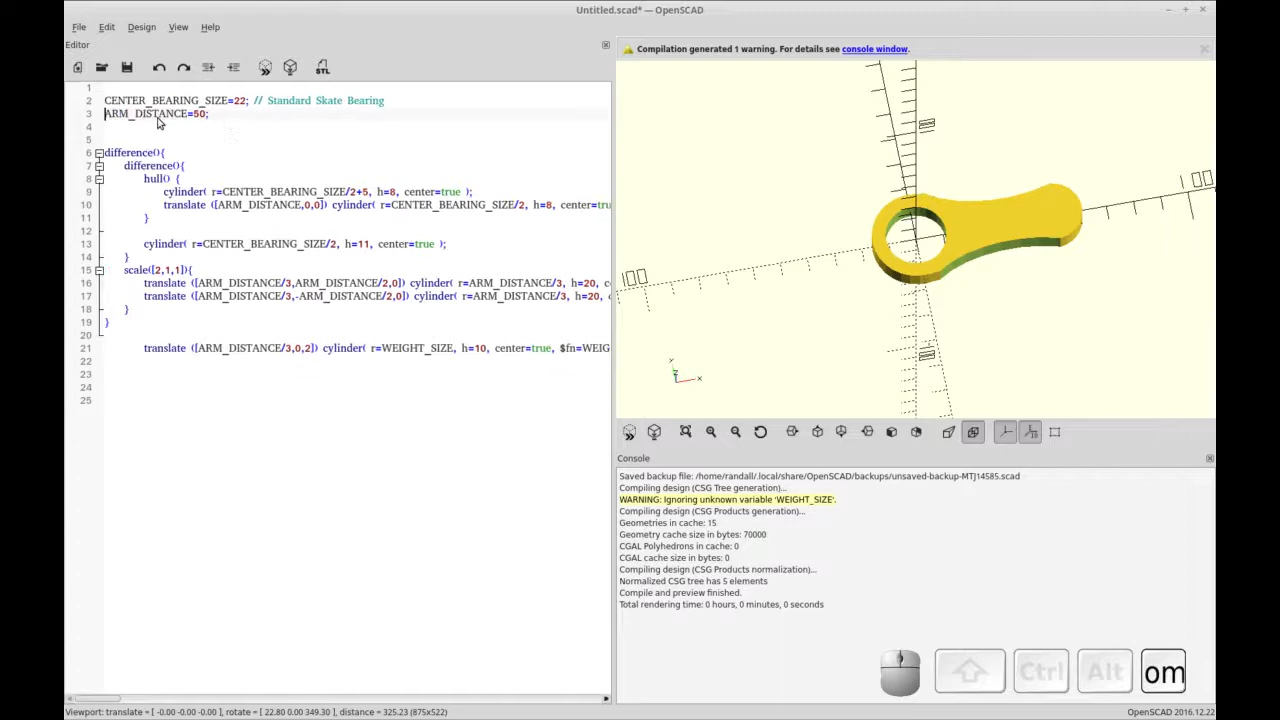 Untitled.scad* — OpenSCAD
File Edit Design View Help
Editor
STL
1
2 CENTER_BEARING_SIZE=22; // Standard Skate Bearing
3 ARM_DISTANCE=50;
4
5
6 difference(){
7 difference(){
8 hull() {
9 cylinder( r=CENTER_BEARING_SIZE/2+5, h=8, center=true );
10 translate ([ARM_DISTANCE,0,0]) cylinder( r=CENTER_BEARING_SIZE/2, h=8, center=tru
11 }
12
13 cylinder( r=CENTER_BEARING_SIZE/2, h=11, center=true );
14 }
15 scale([2,1,1]){
16 translate ([ARM_DISTANCE/3,ARM_DISTANCE/2,0]) cylinder( r=ARM_DISTANCE/3, h=20, c
17 translate ([ARM_DISTANCE/3,-ARM_DISTANCE/2,0]) cylinder( r=ARM_DISTANCE/3, h=20, c
18 }
19 }
20
21 translate ([ARM_DISTANCE/3,0,2]) cylinder( r=WEIGHT_SIZE, h=10, center=true, $fn=WEIG
22
23
24
25
Compilation generated 1 warning. For details see console window.
100
100
Y
Z
X
10
Console
Saved backup file: /home/randall/.local/share/OpenSCAD/backups/unsaved-backup-MTJ14585.scad
Compiling design (CSG Tree generation)...
WARNING: Ignoring unknown variable 'WEIGHT_SIZE'.
Compiling design (CSG Products generation)...
Geometries in cache: 15
Geometry cache size in bytes: 70000
CGAL Polyhedrons in cache: 0
CGAL cache size in bytes: 0
Compiling design (CSG Products normalization)...
Normalized CSG tree has 5 elements
Compile and preview finished.
Total rendering time: 0 hours, 0 minutes, 0 seconds
Ctrl Alt om
Viewport: translate = [ -0.00 -0.00 -0.00 ], rotate = [ 22.80 0.00 349.30 ], distance = 325.23 (875x522)
OpenSCAD 2016.12.22